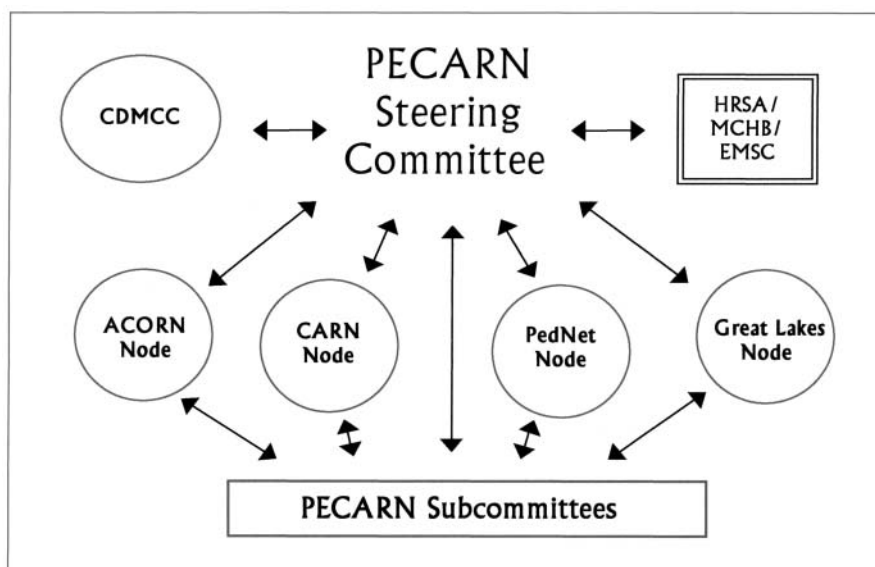 PECARN
Steering
Committee
CDMCC
HRSA/
MCHB/
EMSC
ACORN
Node
CARN
Node
PedNet
Node
Great Lakes
Node
PECARN Subcommittees